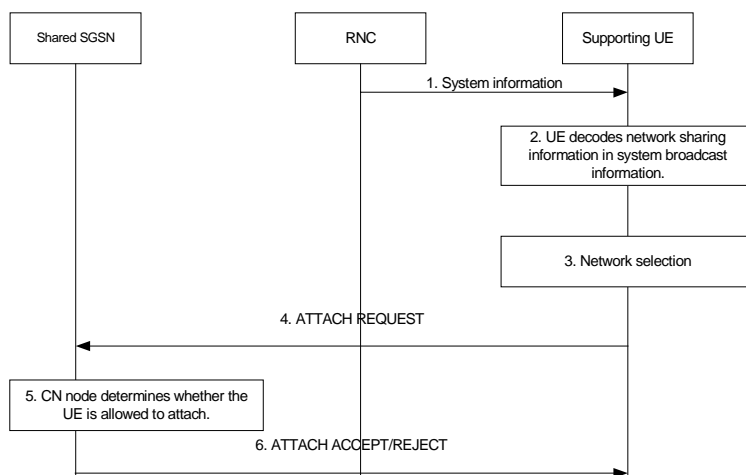 Shared SGSN
RNC
Supporting UE
1. System information
2. UE decodes network sharing
information in system broadcast
information.
3. Network selection
4. ATTACH REQUEST
5. CN node determines whether the
UE is allowed to attach.
6. ATTACH ACCEPT/REJECT